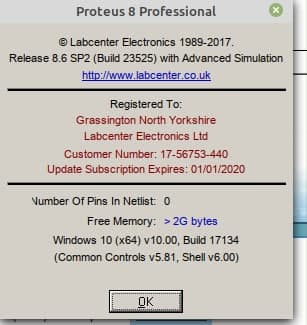 Proteus 8 Professional
© Labcenter Electronics 1989-2017.
Release 8.6 SP2 (Build 23525) with Advanced Simulation
http://www.labcenter.co.uk
Registered To:
Grassington North Yorkshire
Labcenter Electronics Ltd
Customer Number: 17-56753-440
Update Subscription Expires: 01/01/2020
Number Of Pins In Netlist: 0
Free Memory: > 2G bytes
Windows 10 (x64) v10.00, Build 17134
(Common Controls v5.81, Shell v6.00)
OK